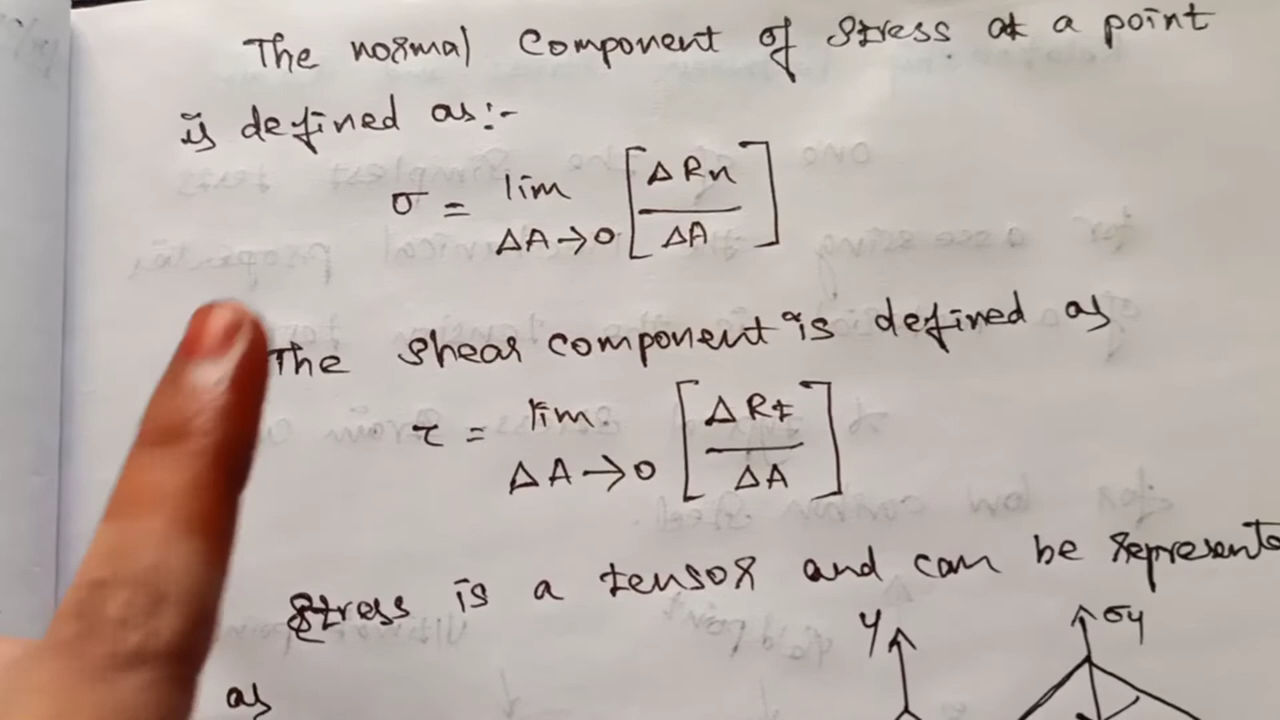 The normal component of stress at a point
is defined as:-
σ = lim ΔA→0 [ΔRn / ΔA]
The shear component is defined as
τ = lim ΔA→0 [ΔRt / ΔA]
Stress is a tensor and can be
as
y σy